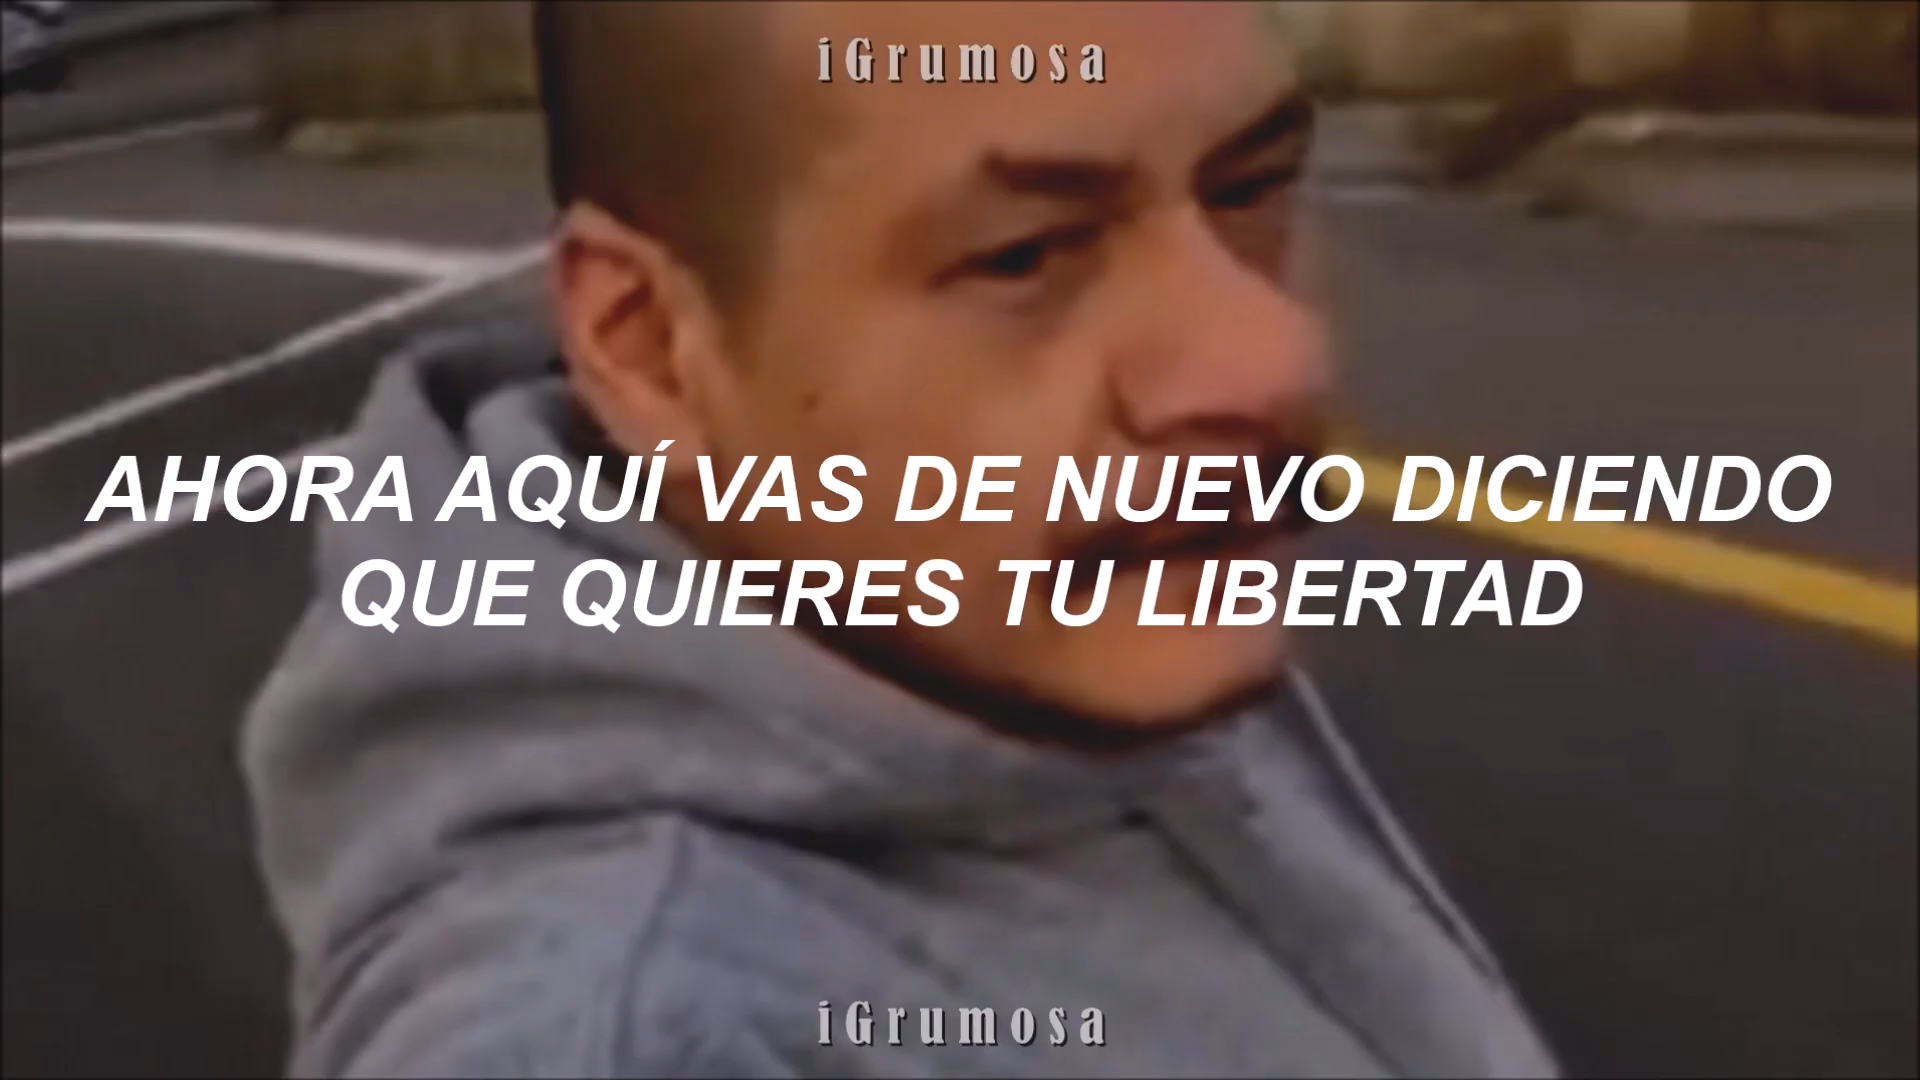 iGrumosa
AHORA AQUÍ VAS DE NUEVO DICIENDO
QUE QUIERES TU LIBERTAD
iGrumosa